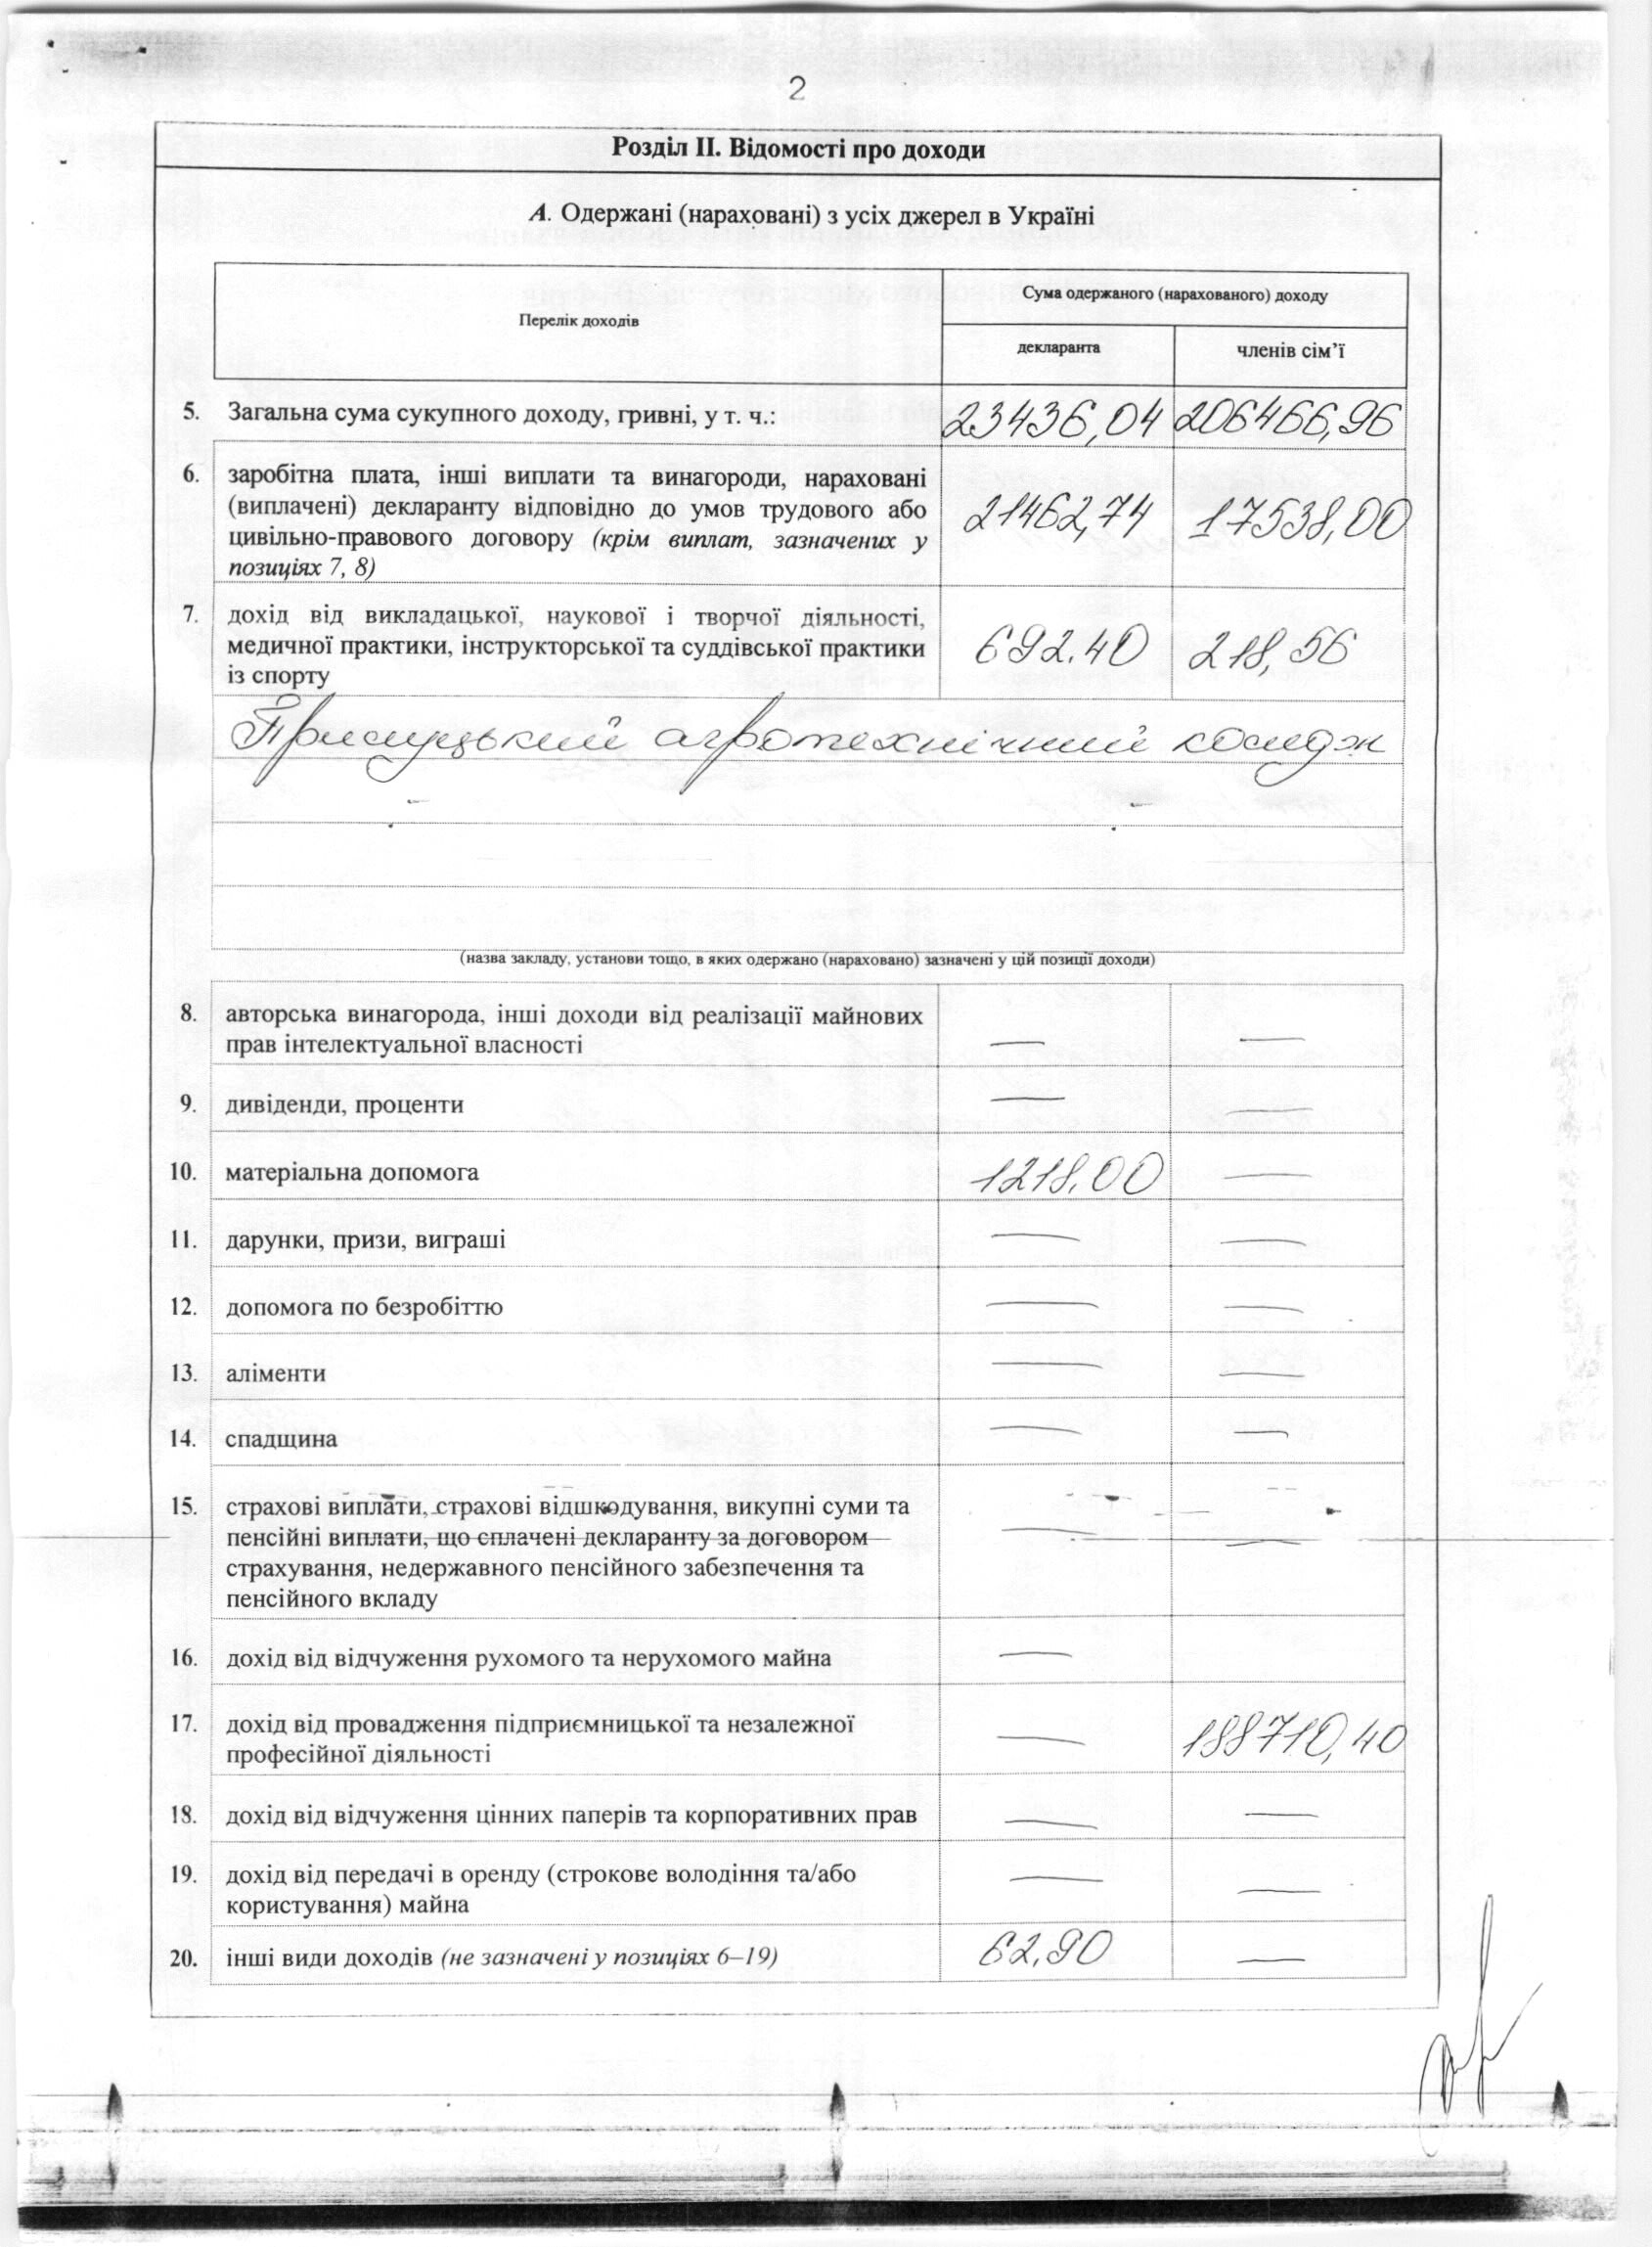 2
Розділ II. Відомості про доходи
А. Одержані (нараховані) з усіх джерел в Україні
Перелік доходів
Сума одержаного (нарахованого) доходу
декларанта
членів сім’ї
5. Загальна сума сукупного доходу, гривні, у т. ч.: 23436,04 206466,96
6. заробітна плата, інші виплати та винагороди, нараховані
(виплачені) декларанту відповідно до умов трудового або
цивільно-правового договору (крім виплат, зазначених у
позиціях 7, 8)
21462,74 17538,00
7. дохід від викладацької, наукової і творчої діяльності,
медичної практики, інструкторської та суддівської практики
із спорту
692.40 218,56
Прилуцький агротехнічний коледж
(назва закладу, установи тощо, в яких одержано (нараховано) зазначені у цій позиції доходи)
8. авторська винагорода, інші доходи від реалізації майнових
прав інтелектуальної власності
— —
9. дивіденди, проценти — —
10. матеріальна допомога 1218.00 —
11. дарунки, призи, виграші — —
12. допомога по безробіттю — —
13. аліменти — —
14. спадщина — —
15. страхові виплати, страхові відшкодування, викупні суми та
пенсійні виплати, що сплачені декларанту за договором
страхування, недержавного пенсійного забезпечення та
пенсійного вкладу
— —
16. дохід від відчуження рухомого та нерухомого майна —
17. дохід від провадження підприємницької та незалежної
професійної діяльності
— 188710,40
18. дохід від відчуження цінних паперів та корпоративних прав — —
19. дохід від передачі в оренду (строкове володіння та/або
користування) майна
— —
20. інші види доходів (не зазначені у позиціях 6–19) 62,90 —